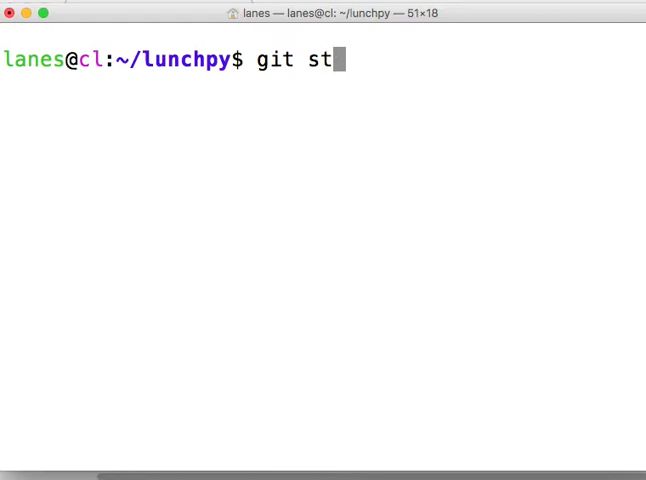 lanes — lanes@cl: ~/lunchpy — 51×18
lanes@cl:~/lunchpy$ git st